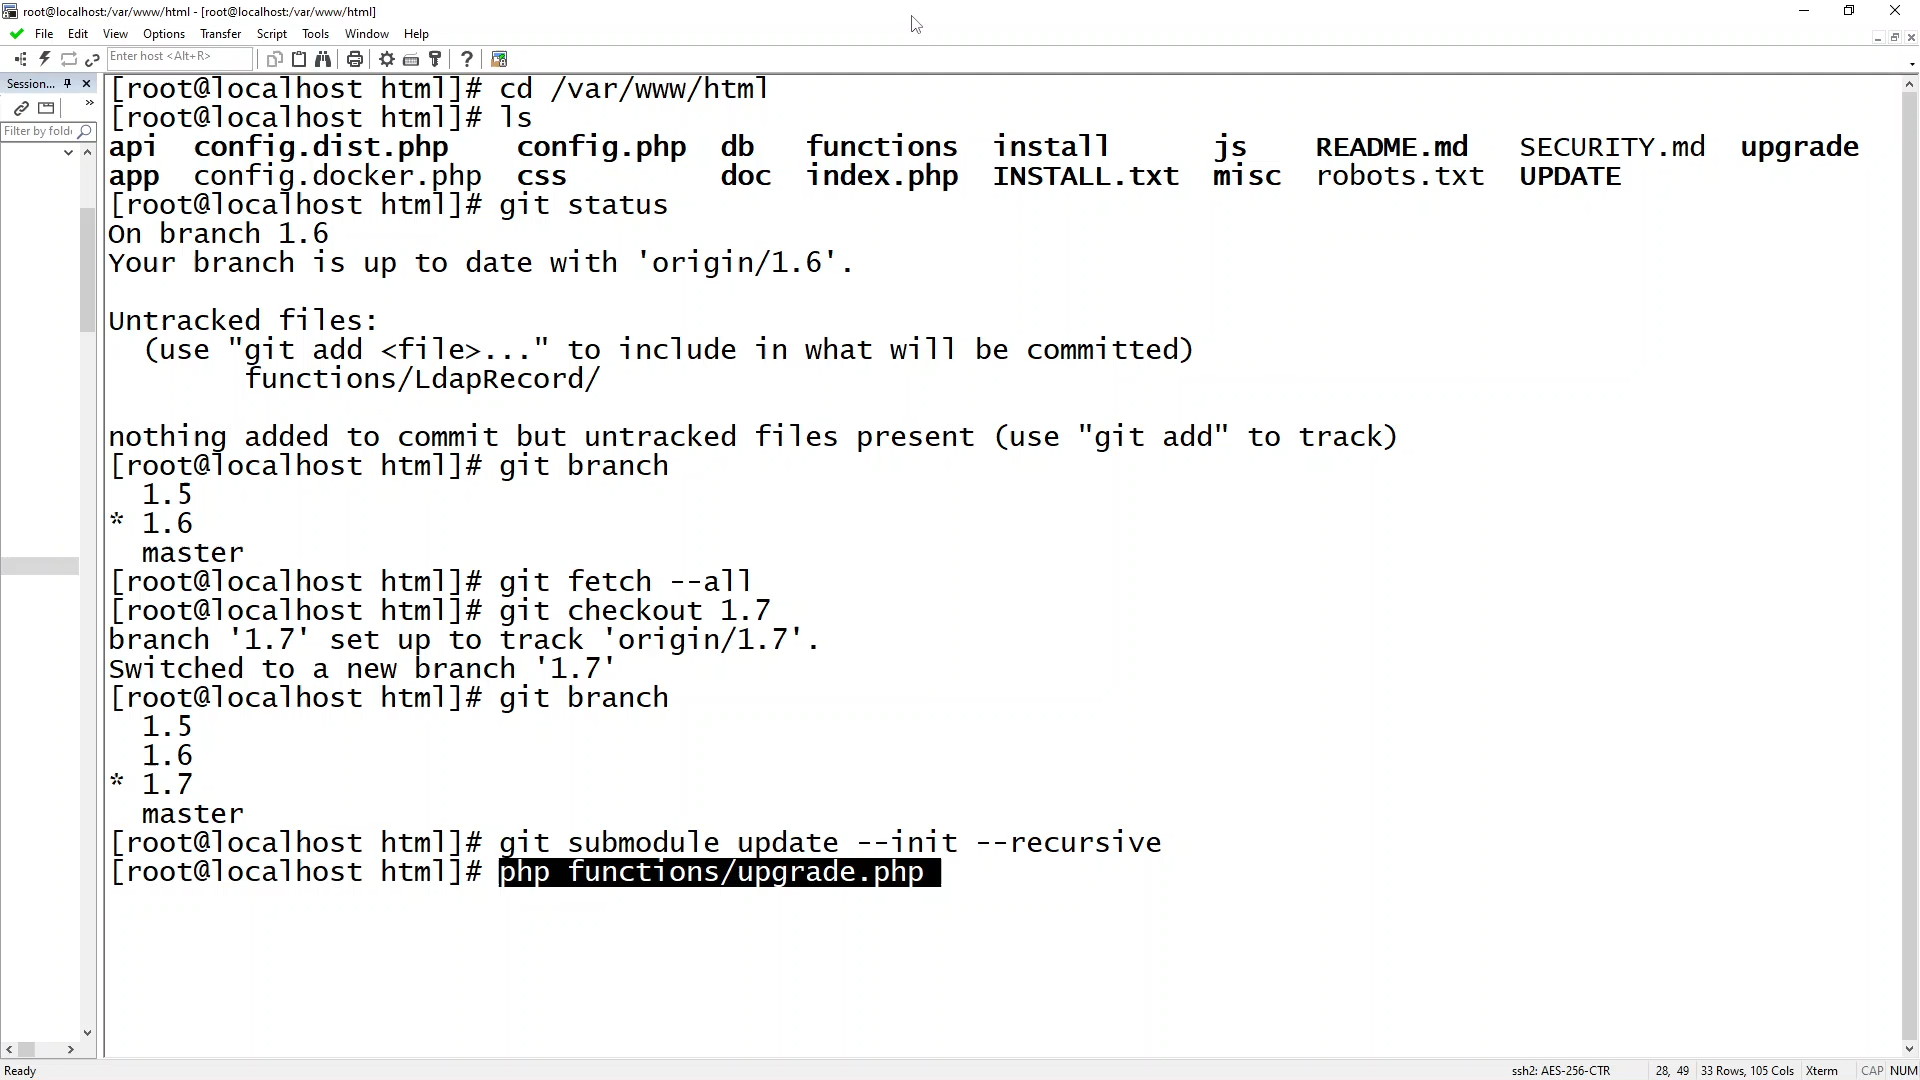 root@localhost:/var/www/html - [root@localhost:/var/www/html]
File Edit View Options Transfer Script Tools Window Help
Enter host <Alt+R>
Session...
Filter by fold
[root@localhost html]# cd /var/www/html
[root@localhost html]# ls
api config.dist.php config.php db functions install js README.md SECURITY.md upgrade
app config.docker.php css doc index.php INSTALL.txt misc robots.txt UPDATE
[root@localhost html]# git status
On branch 1.6
Your branch is up to date with 'origin/1.6'.
Untracked files:
(use "git add <file>..." to include in what will be committed)
functions/LdapRecord/
nothing added to commit but untracked files present (use "git add" to track)
[root@localhost html]# git branch
1.5
* 1.6
master
[root@localhost html]# git fetch --all
[root@localhost html]# git checkout 1.7
branch '1.7' set up to track 'origin/1.7'.
Switched to a new branch '1.7'
[root@localhost html]# git branch
1.5
1.6
* 1.7
master
[root@localhost html]# git submodule update --init --recursive
[root@localhost html]# php functions/upgrade.php
Ready ssh2: AES-256-CTR 28, 49 33 Rows, 105 Cols Xterm CAP NUM